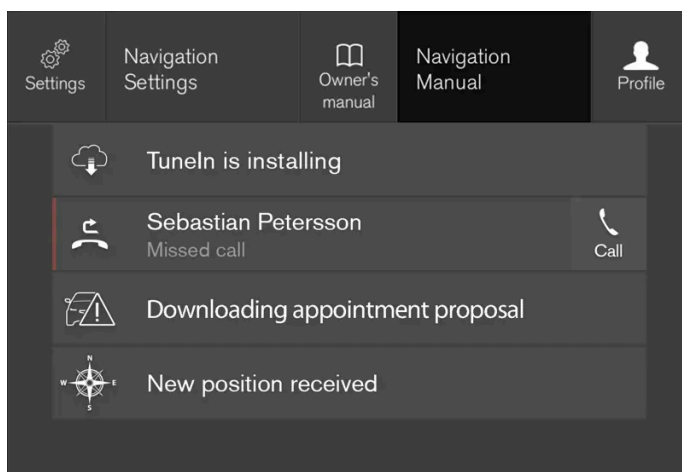 Settings
Navigation
Settings
Owner's
manual
Navigation
Manual
Profile
TuneIn is installing
Sebastian Petersson
Missed call
Call
Downloading appointment proposal
N
W
E
S
New position received